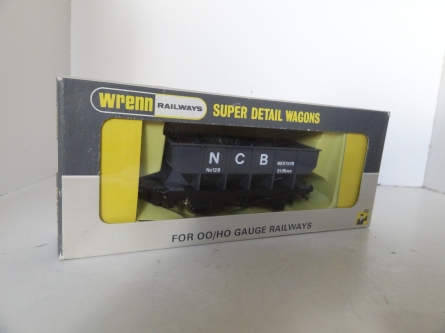 wrenn RAILWAYS SUPER DETAIL WAGONS
N C B
No 128
FOR OO/HO GAUGE RAILWAYS